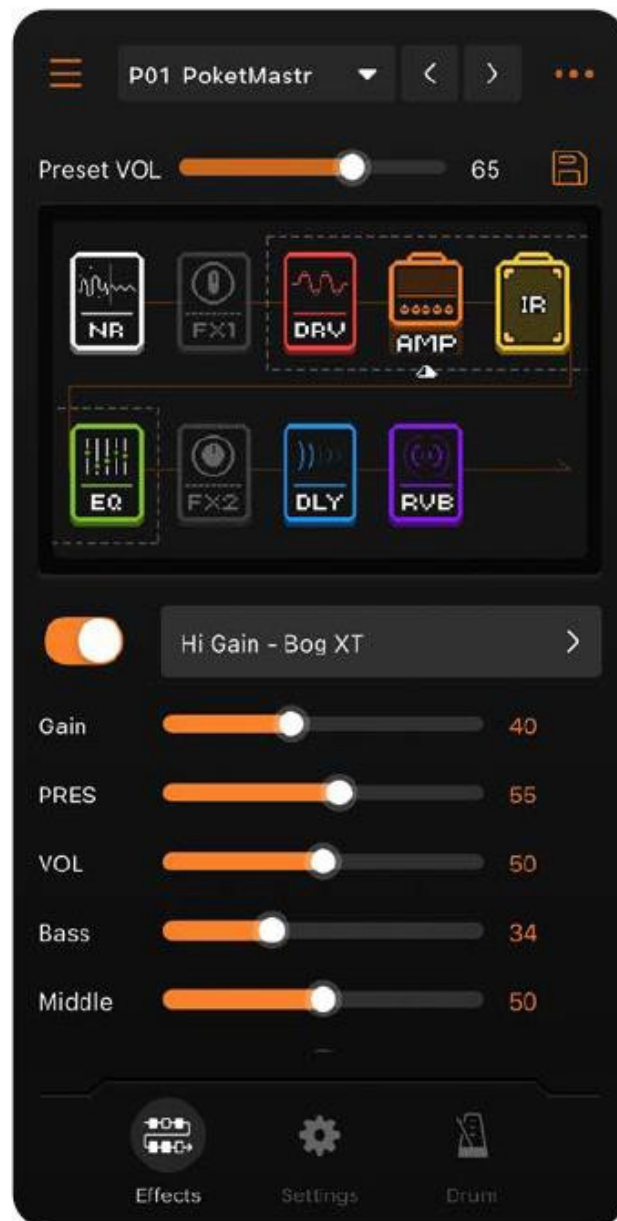 P01 PoketMastr
Preset VOL 65
NR FX1 DRV AMP IR
EQ FX2 DLY RVB
Hi Gain - Bog XT
Gain 40
PRES 55
VOL 50
Bass 34
Middle 50
Effects Settings Drum